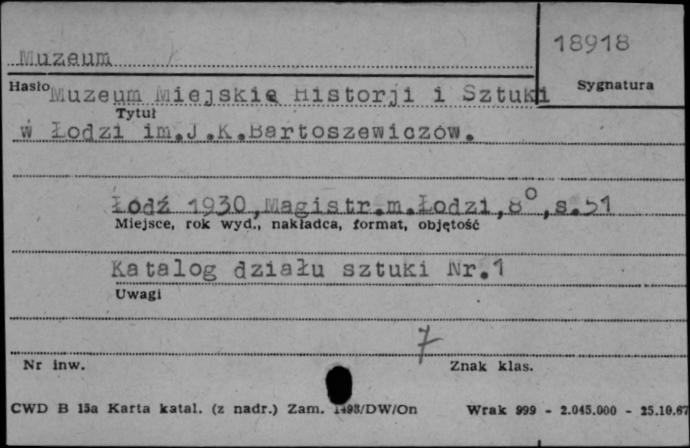 Muzeum
18918
Hasło
Sygnatura
Muzeum Miejskie Historji i Sztuki
Tytuł
w Łodzi im.J.K.Bartoszewiczów.
Łódź 1930,Magistr.m.Łodzi,8°,s.51
Miejsce, rok wyd., nakładca, format, objętość
Katalog działu sztuki Nr.1
Uwagi
7
Nr inw.
Znak klas.
CWD B 15a Karta katal. (z nadr.) Zam. 1498/DW/On Wrak 999 - 2.045.000 - 25.10.67